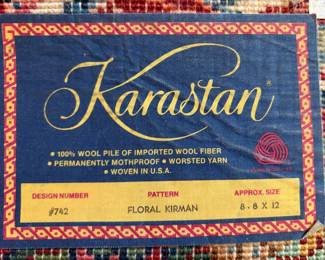 Karastan®
• 100% WOOL PILE OF IMPORTED WOOL FIBER
• PERMANENTLY MOTHPROOF • WORSTED YARN
• WOVEN IN U.S.A.
DESIGN NUMBER PATTERN APPROX. SIZE
#742 FLORAL KIRMAN 8.8 X 12